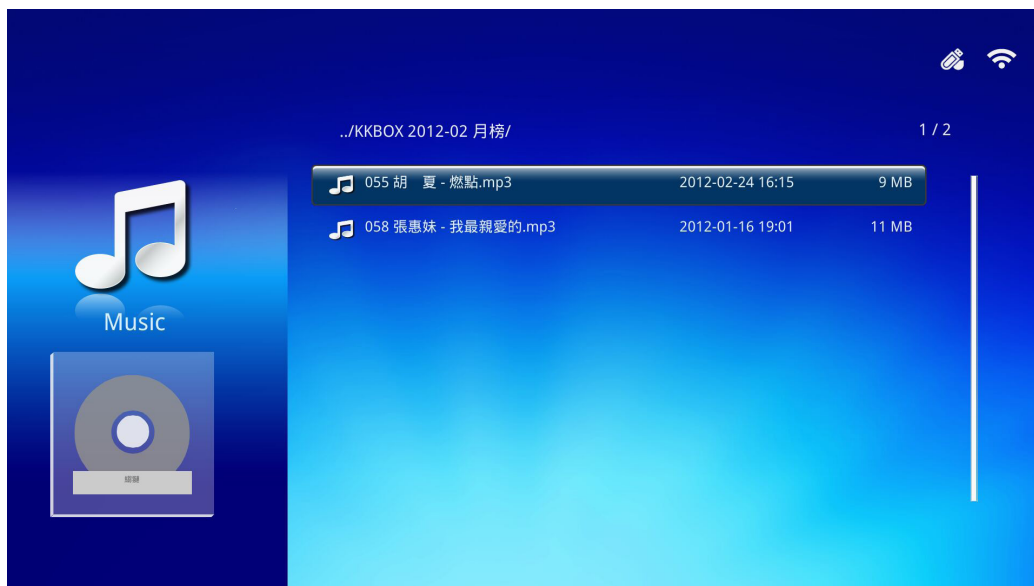 ../KKBOX 2012-02 月榜/ 1 / 2
055 胡　夏 - 燃點.mp3 2012-02-24 16:15 9 MB
058 張惠妹 - 我最親愛的.mp3 2012-01-16 19:01 11 MB
Music